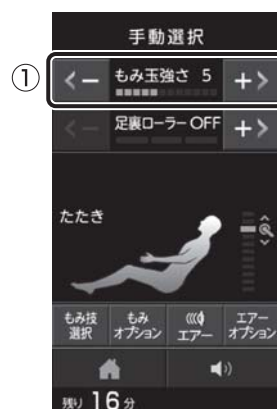 手動選択
①
< − もみ玉強さ 5 + >
< − 足裏ローラー OFF + >
たたき
もみ技
選択
もみ
オプション
エアー
エアー
オプション
残り 16分